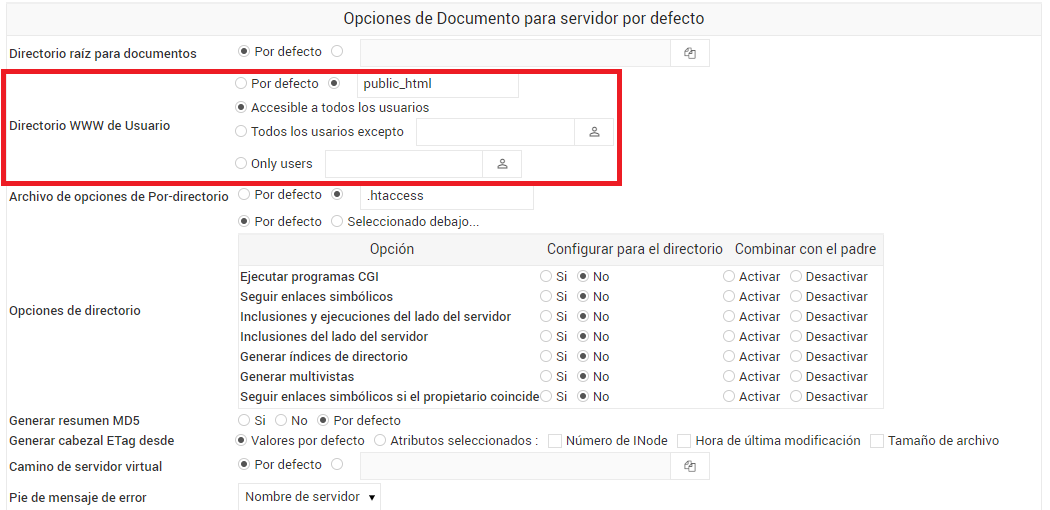 Opciones de Documento para servidor por defecto
Directorio raíz para documentos Por defecto
Directorio WWW de Usuario Por defecto public_html
Accesible a todos los usuarios
Todos los usarios excepto
Only users
Archivo de opciones de Por-directorio Por defecto .htaccess
Opciones de directorio Por defecto Seleccionado debajo...
Opción Configurar para el directorio Combinar con el padre
Ejecutar programas CGI Si No Activar Desactivar
Seguir enlaces simbólicos Si No Activar Desactivar
Inclusiones y ejecuciones del lado del servidor Si No Activar Desactivar
Inclusiones del lado del servidor Si No Activar Desactivar
Generar índices de directorio Si No Activar Desactivar
Generar multivistas Si No Activar Desactivar
Seguir enlaces simbólicos si el propietario coincide Si No Activar Desactivar
Generar resumen MD5 Si No Por defecto
Generar cabezal ETag desde Valores por defecto Atributos seleccionados : Número de INode Hora de última modificación Tamaño de archivo
Camino de servidor virtual Por defecto
Pie de mensaje de error Nombre de servidor